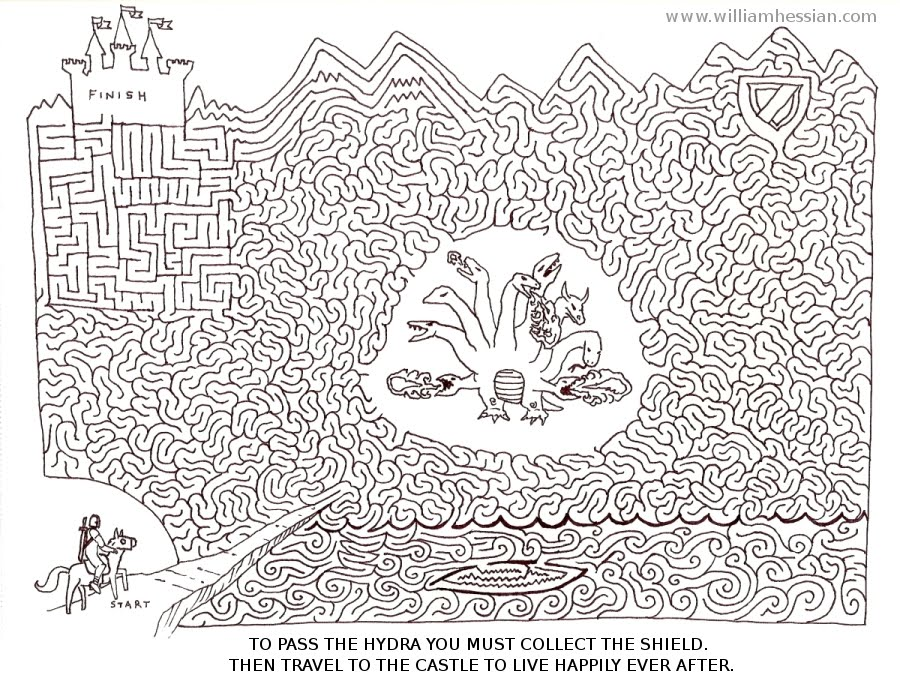 www.williamhessian.com
FINISH
START
TO PASS THE HYDRA YOU MUST COLLECT THE SHIELD.
THEN TRAVEL TO THE CASTLE TO LIVE HAPPILY EVER AFTER.